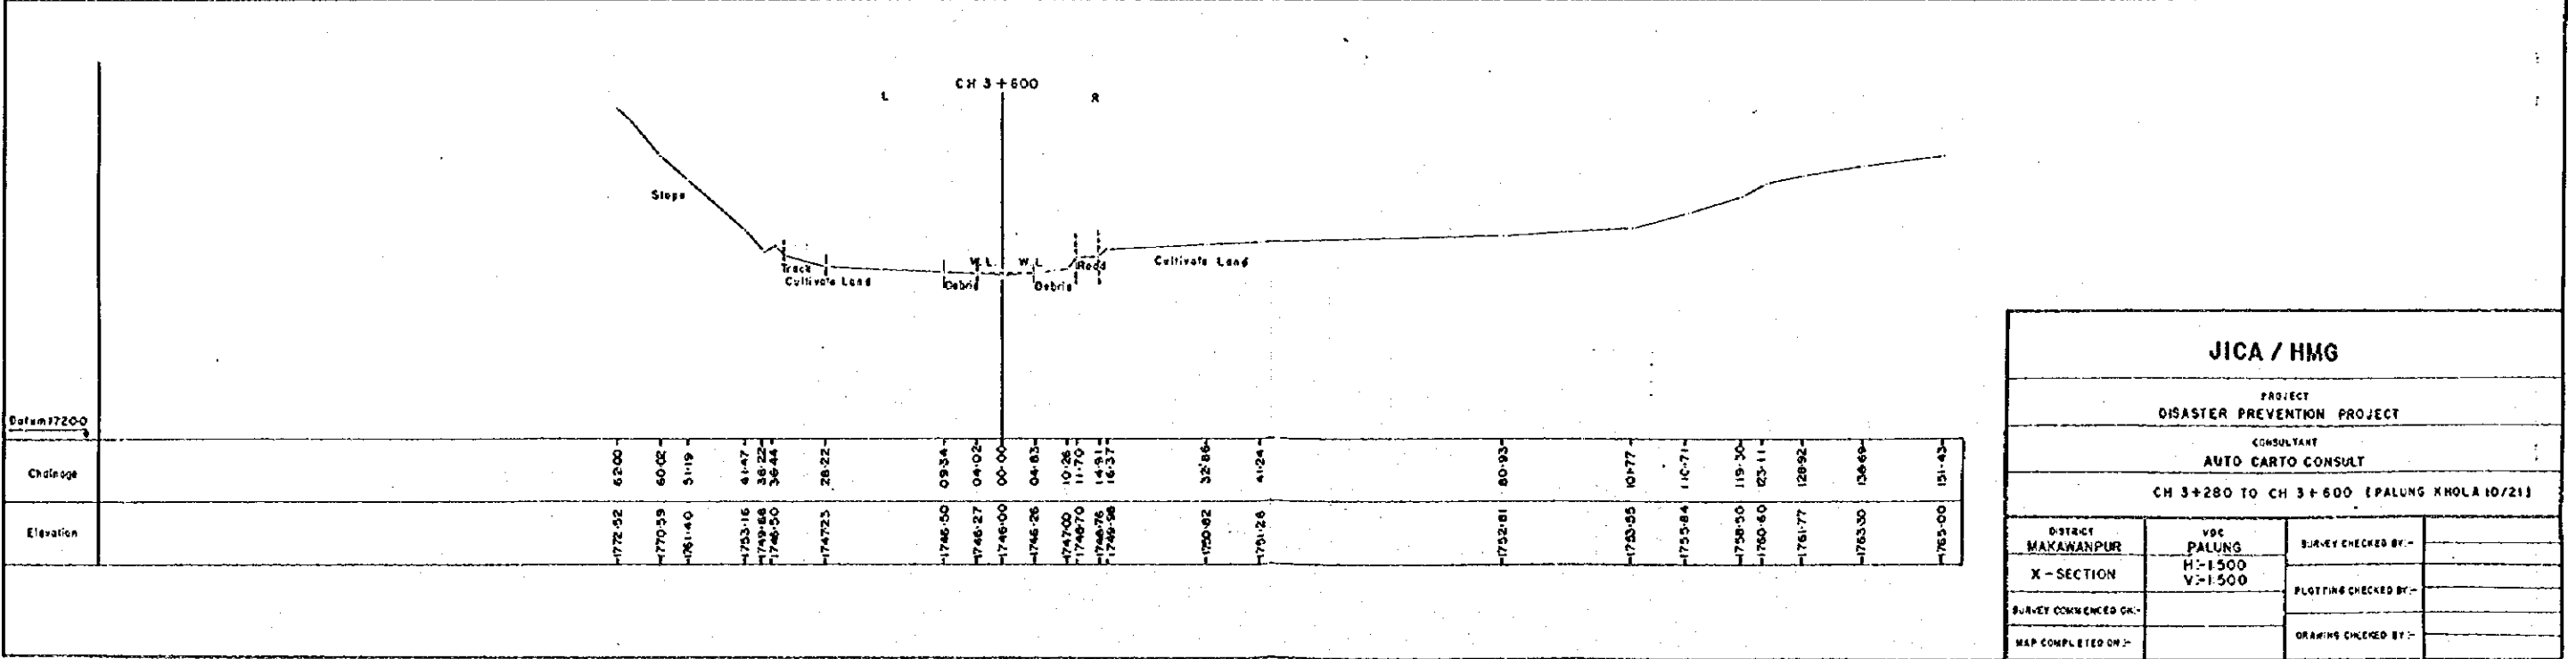 CH 3+600
L
R
Slope
Track
Cultivate Land
Debris
W.L.
W.L
Debris
Road
Cultivate Land
Datum 1720.0
Chainage
62.00 60.02 51.19 41.47 38.22 36.44 28.22 09.34 04.02 00.00 04.83 10.26 11.70 14.91 16.37 32.86 41.24 80.93 101.77 110.71 119.30 123.11 128.92 138.69 151.43
Elevation
1772.52 1770.59 1761.40 1753.16 1749.68 1748.50 1747.23 1746.50 1746.27 1746.00 1746.26 1747.00 1748.70 1748.76 1749.98 1750.82 1751.28 1752.81 1753.85 1755.84 1758.50 1760.60 1761.77 1763.30 1765.00
JICA / HMG
PROJECT
DISASTER PREVENTION PROJECT
CONSULTANT
AUTO CARTO CONSULT
CH 3+280 TO CH 3+600 (PALUNG KHOLA 10/21)
DISTRICT
MAKAWANPUR
VDC
PALUNG
SURVEY CHECKED BY:-
X-SECTION
H:-1:500
V:-1:500
PLOTTING CHECKED BY:-
SURVEY COMMENCED ON:-
MAP COMPLETED ON:-
DRAWING CHECKED BY:-